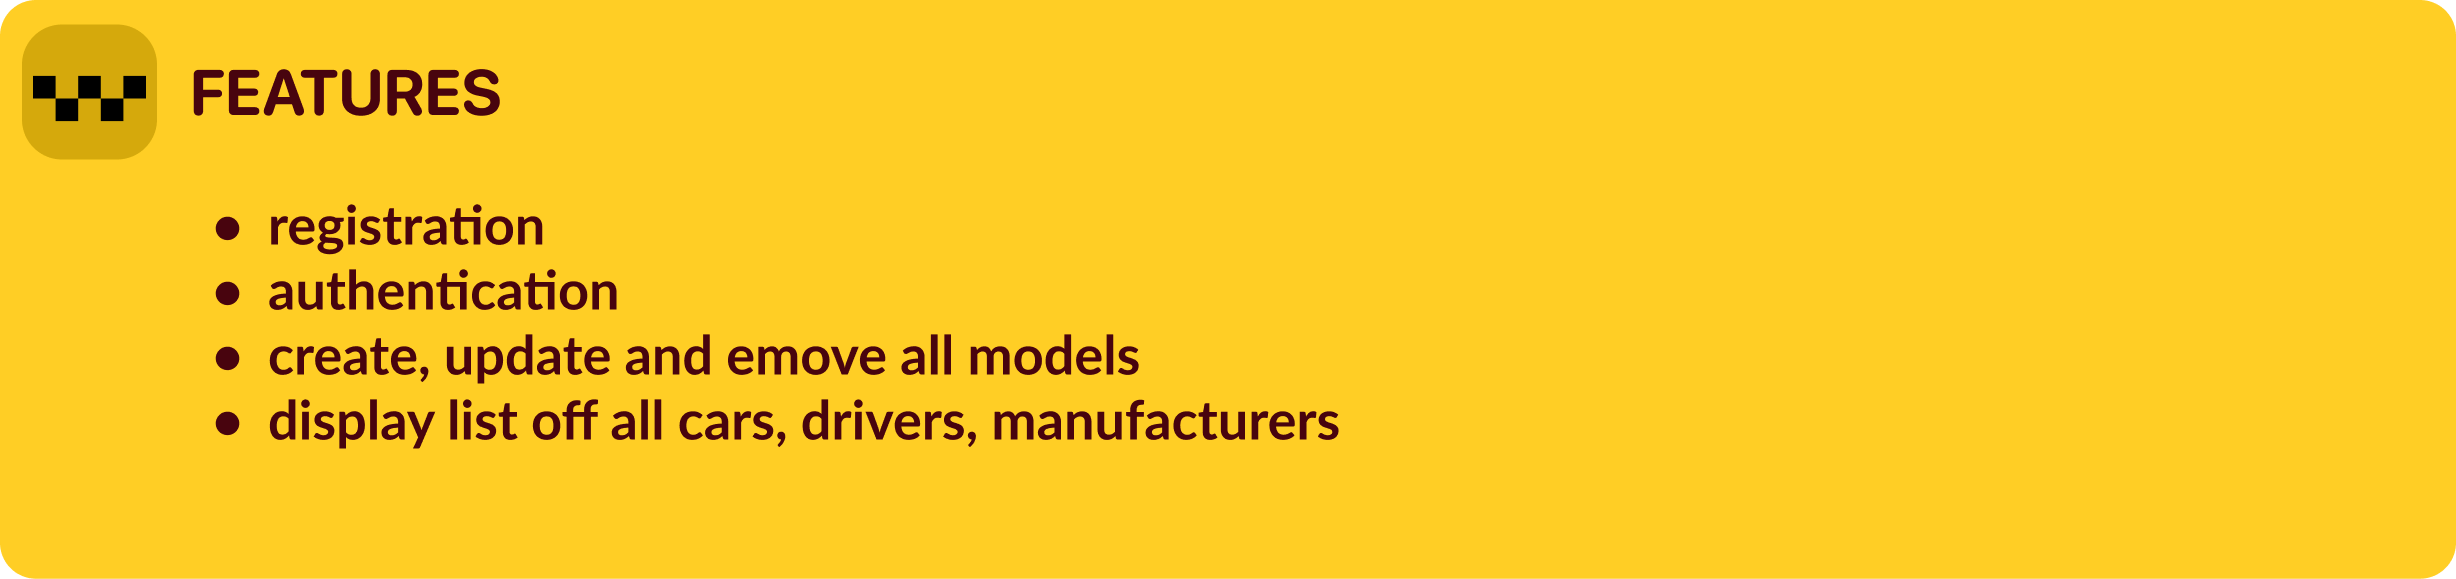 FEATURES
● registration
● authentication
● create, update and emove all models
● display list off all cars, drivers, manufacturers